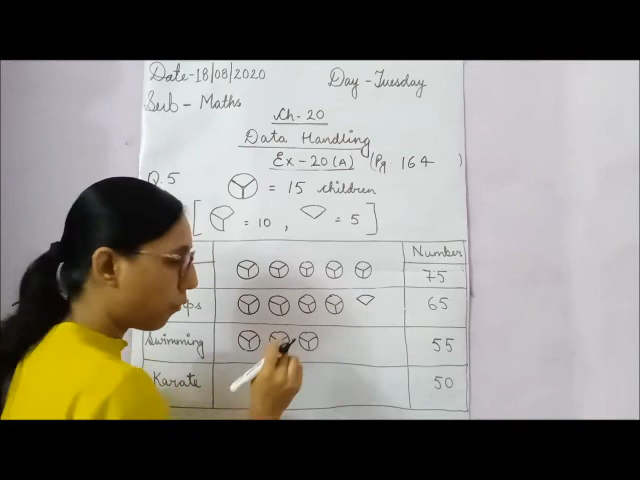 Date-18/08/2020 Day-Tuesday
Sub - Maths
Ch-20
Data Handling
Ex-20(A) (Pg 164 )
Q.5
= 15 children
[ = 10 , = 5 ]
Number
75
65
Swimming 55
Karate 50